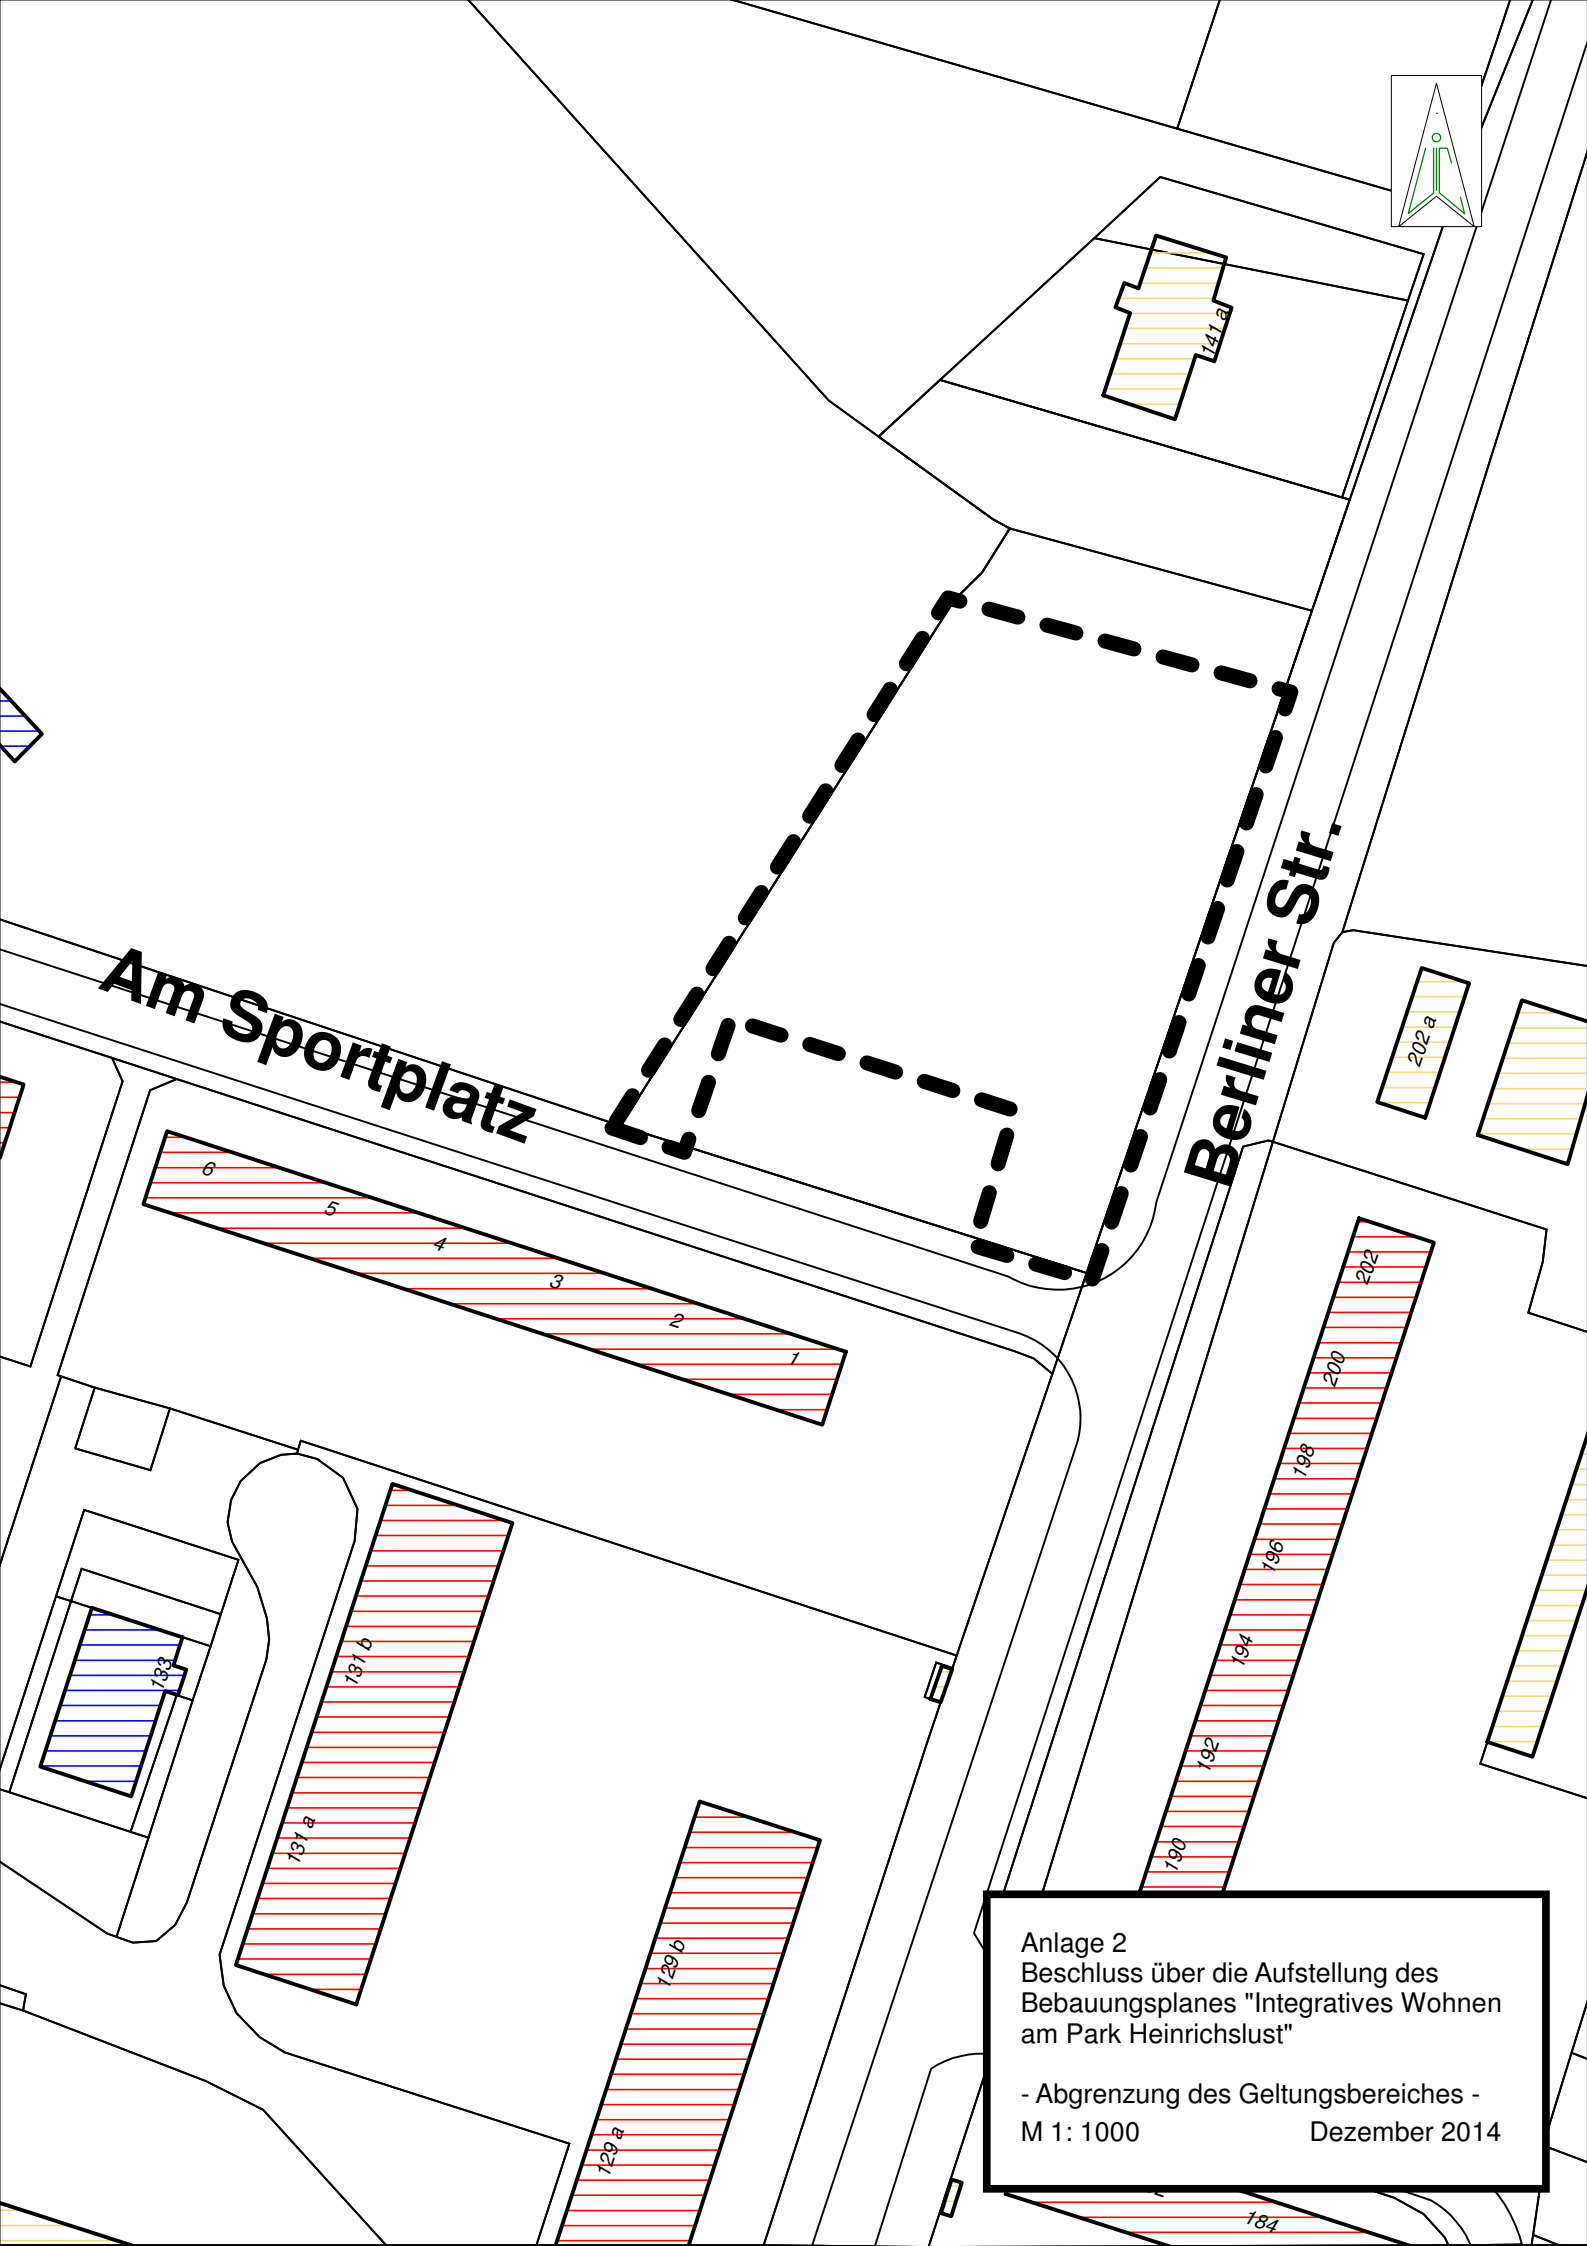 141 a
Berliner Str.
Am Sportplatz
202 a
6
5
4
3
2
1
202
200
198
196
194
192
190
133
131 b
131 a
129 b
129 a
184
Anlage 2
Beschluss über die Aufstellung des
Bebauungsplanes "Integratives Wohnen
am Park Heinrichslust"
- Abgrenzung des Geltungsbereiches -
M 1: 1000 Dezember 2014